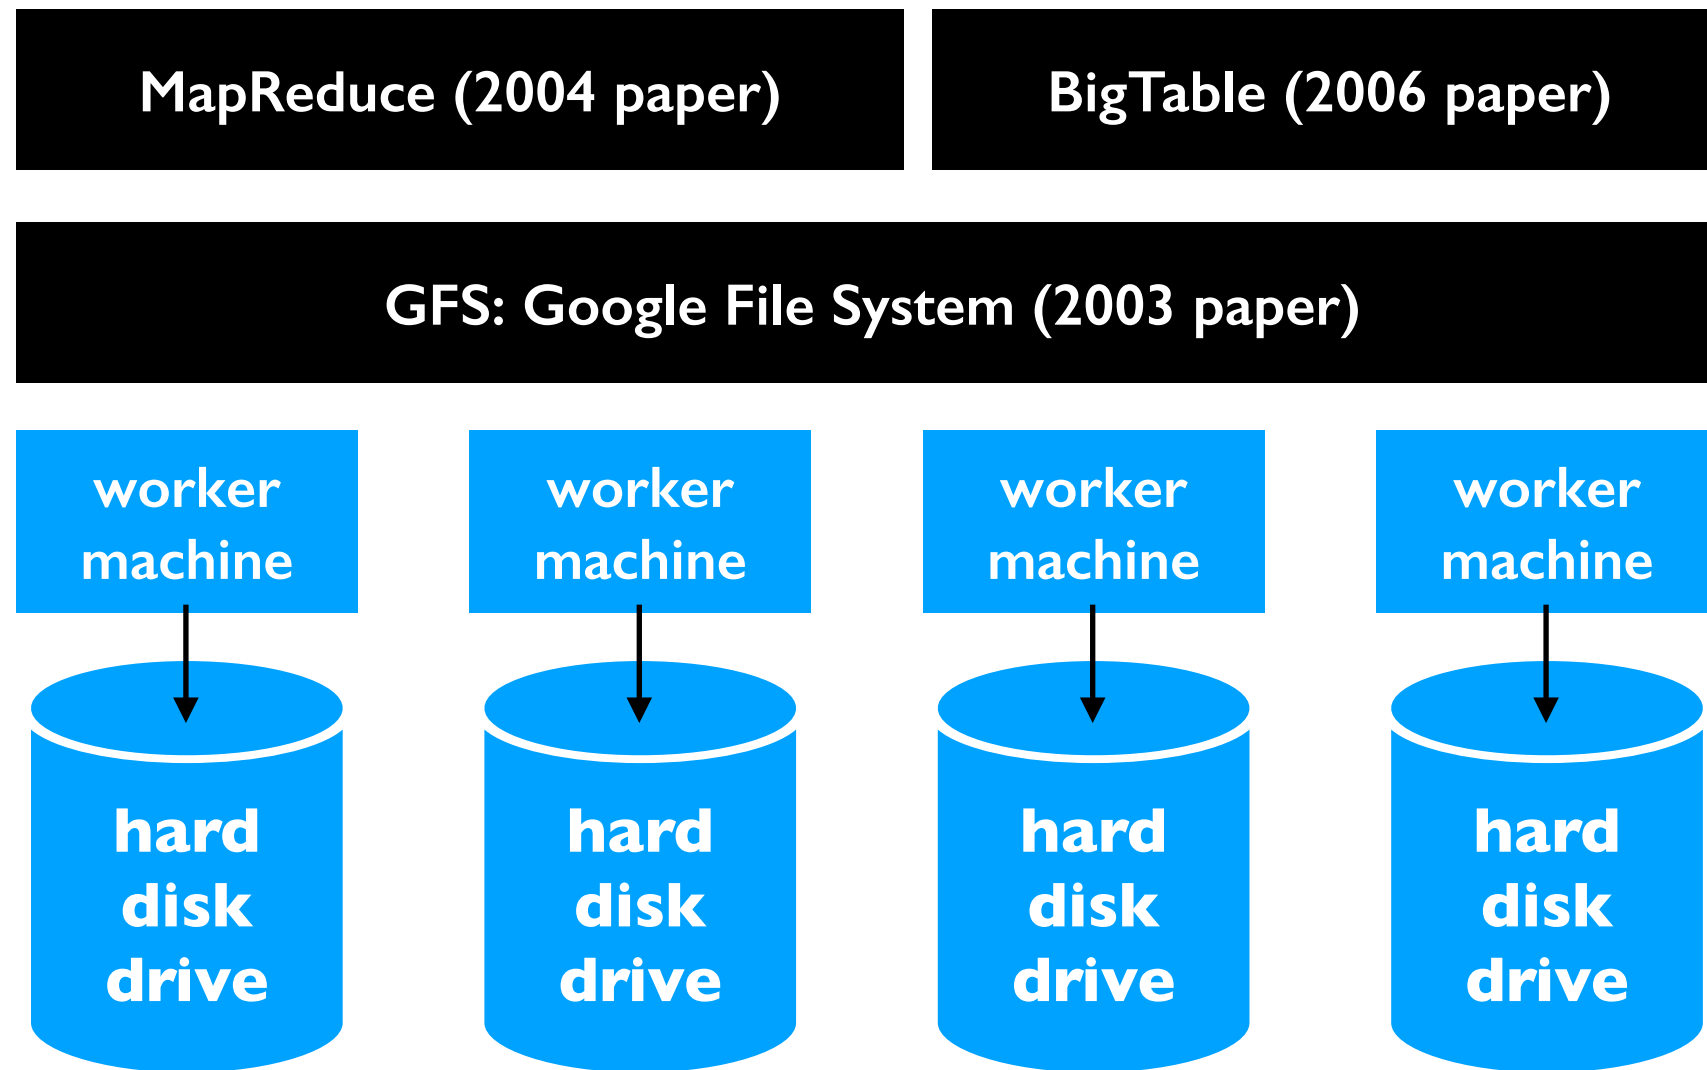 MapReduce (2004 paper)
BigTable (2006 paper)
GFS: Google File System (2003 paper)
worker
machine
worker
machine
worker
machine
worker
machine
hard
disk
drive
hard
disk
drive
hard
disk
drive
hard
disk
drive